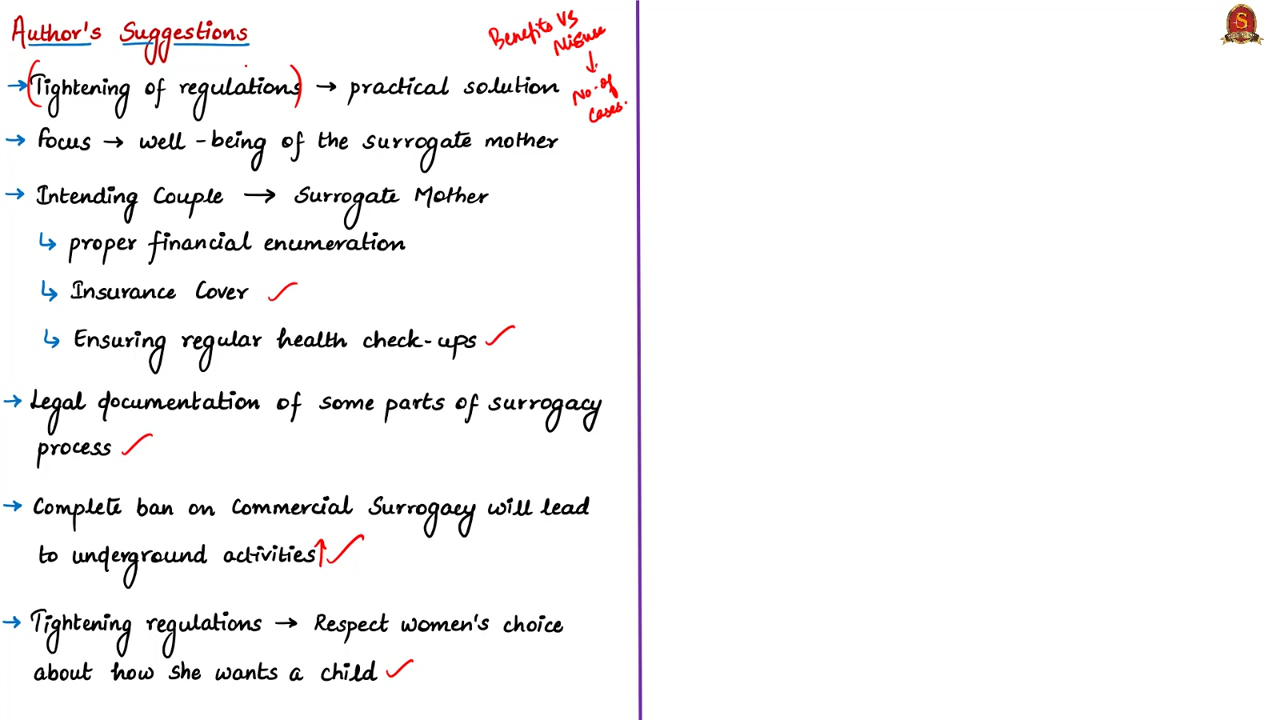 Author's Suggestions
Benefits Vs
Misuse
↓
No. of
Cases.
→ (Tightening of regulations) → practical solution
→ Focus → well-being of the surrogate mother
→ Intending Couple → Surrogate Mother
↳ proper financial enumeration
↳ Insurance Cover ✓
↳ Ensuring regular health check-ups ✓
→ Legal documentation of some parts of surrogacy
process ✓
→ Complete ban on Commercial Surrogacy will lead
to underground activities↑ ✓
→ Tightening regulations → Respect women's choice
about how she wants a child ✓
S